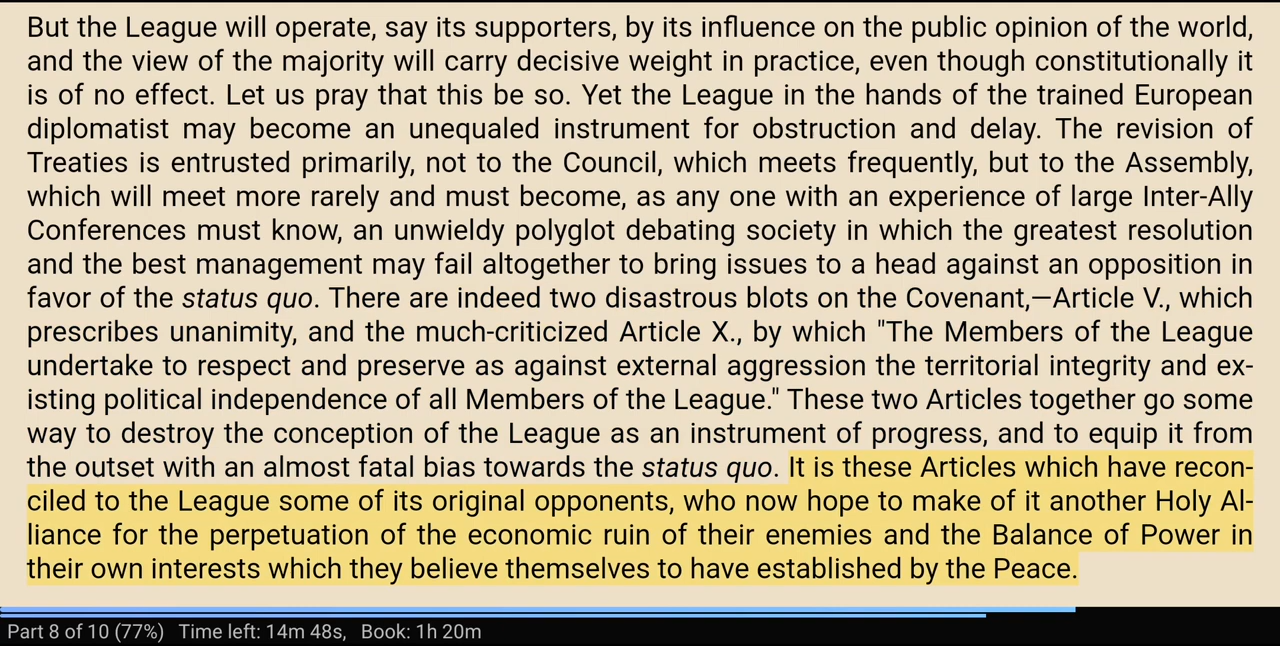 But the League will operate, say its supporters, by its influence on the public opinion of the world,
and the view of the majority will carry decisive weight in practice, even though constitutionally it
is of no effect. Let us pray that this be so. Yet the League in the hands of the trained European
diplomatist may become an unequaled instrument for obstruction and delay. The revision of
Treaties is entrusted primarily, not to the Council, which meets frequently, but to the Assembly,
which will meet more rarely and must become, as any one with an experience of large Inter-Ally
Conferences must know, an unwieldy polyglot debating society in which the greatest resolution
and the best management may fail altogether to bring issues to a head against an opposition in
favor of the status quo. There are indeed two disastrous blots on the Covenant,—Article V., which
prescribes unanimity, and the much-criticized Article X., by which "The Members of the League
undertake to respect and preserve as against external aggression the territorial integrity and ex-
isting political independence of all Members of the League." These two Articles together go some
way to destroy the conception of the League as an instrument of progress, and to equip it from
the outset with an almost fatal bias towards the status quo. It is these Articles which have recon-
ciled to the League some of its original opponents, who now hope to make of it another Holy Al-
liance for the perpetuation of the economic ruin of their enemies and the Balance of Power in
their own interests which they believe themselves to have established by the Peace.
Part 8 of 10 (77%) Time left: 14m 48s, Book: 1h 20m